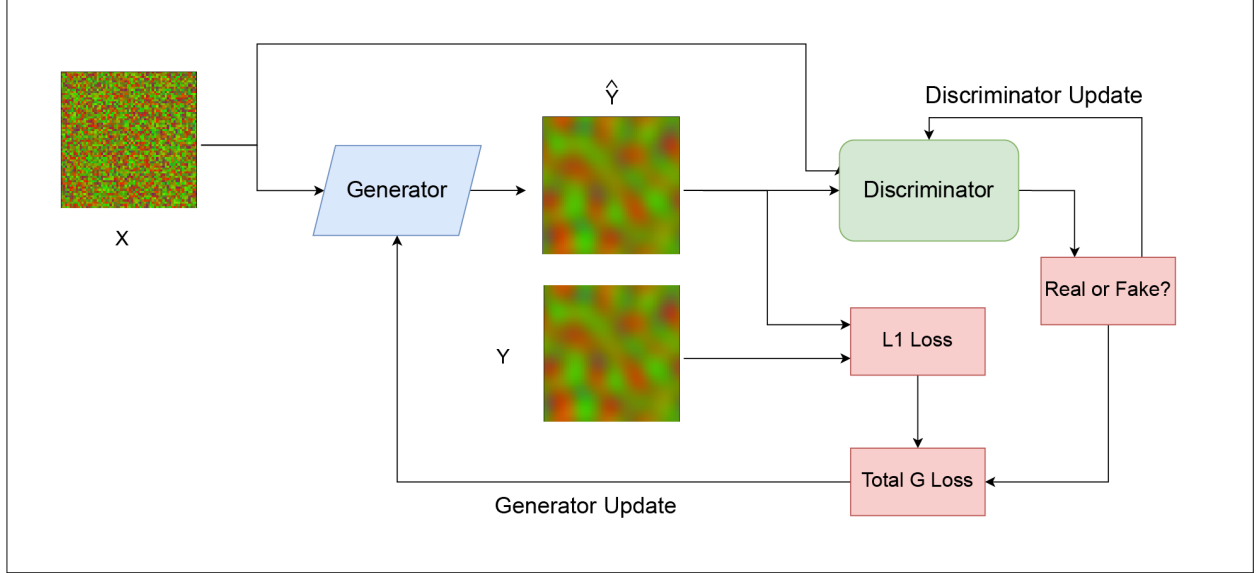 X
Generator
Ŷ
Y
Discriminator Update
Discriminator
Real or Fake?
L1 Loss
Total G Loss
Generator Update